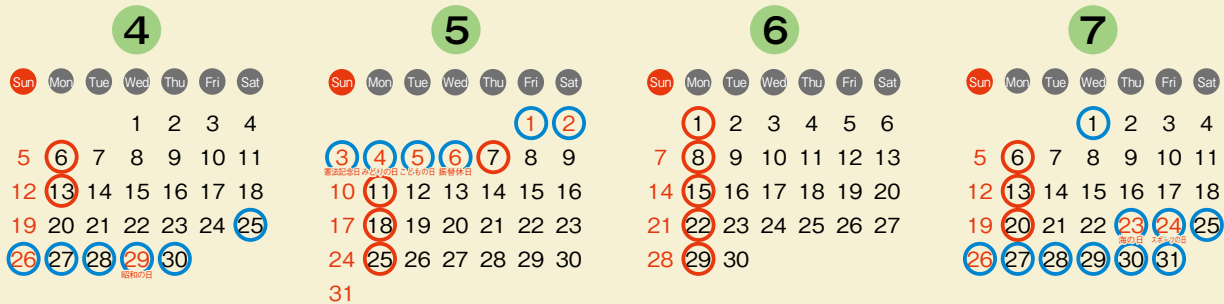 4
Sun Mon Tue Wed Thu Fri Sat
1 2 3 4
5 6 7 8 9 10 11
12 13 14 15 16 17 18
19 20 21 22 23 24 25
26 27 28 29 30
昭和の日
5
Sun Mon Tue Wed Thu Fri Sat
1 2
3 4 5 6 7 8 9
憲法記念日 みどりの日 こどもの日 振替休日
10 11 12 13 14 15 16
17 18 19 20 21 22 23
24 25 26 27 28 29 30
31
6
Sun Mon Tue Wed Thu Fri Sat
1 2 3 4 5 6
7 8 9 10 11 12 13
14 15 16 17 18 19 20
21 22 23 24 25 26 27
28 29 30
7
Sun Mon Tue Wed Thu Fri Sat
1 2 3 4
5 6 7 8 9 10 11
12 13 14 15 16 17 18
19 20 21 22 23 24 25
海の日 スポーツの日
26 27 28 29 30 31